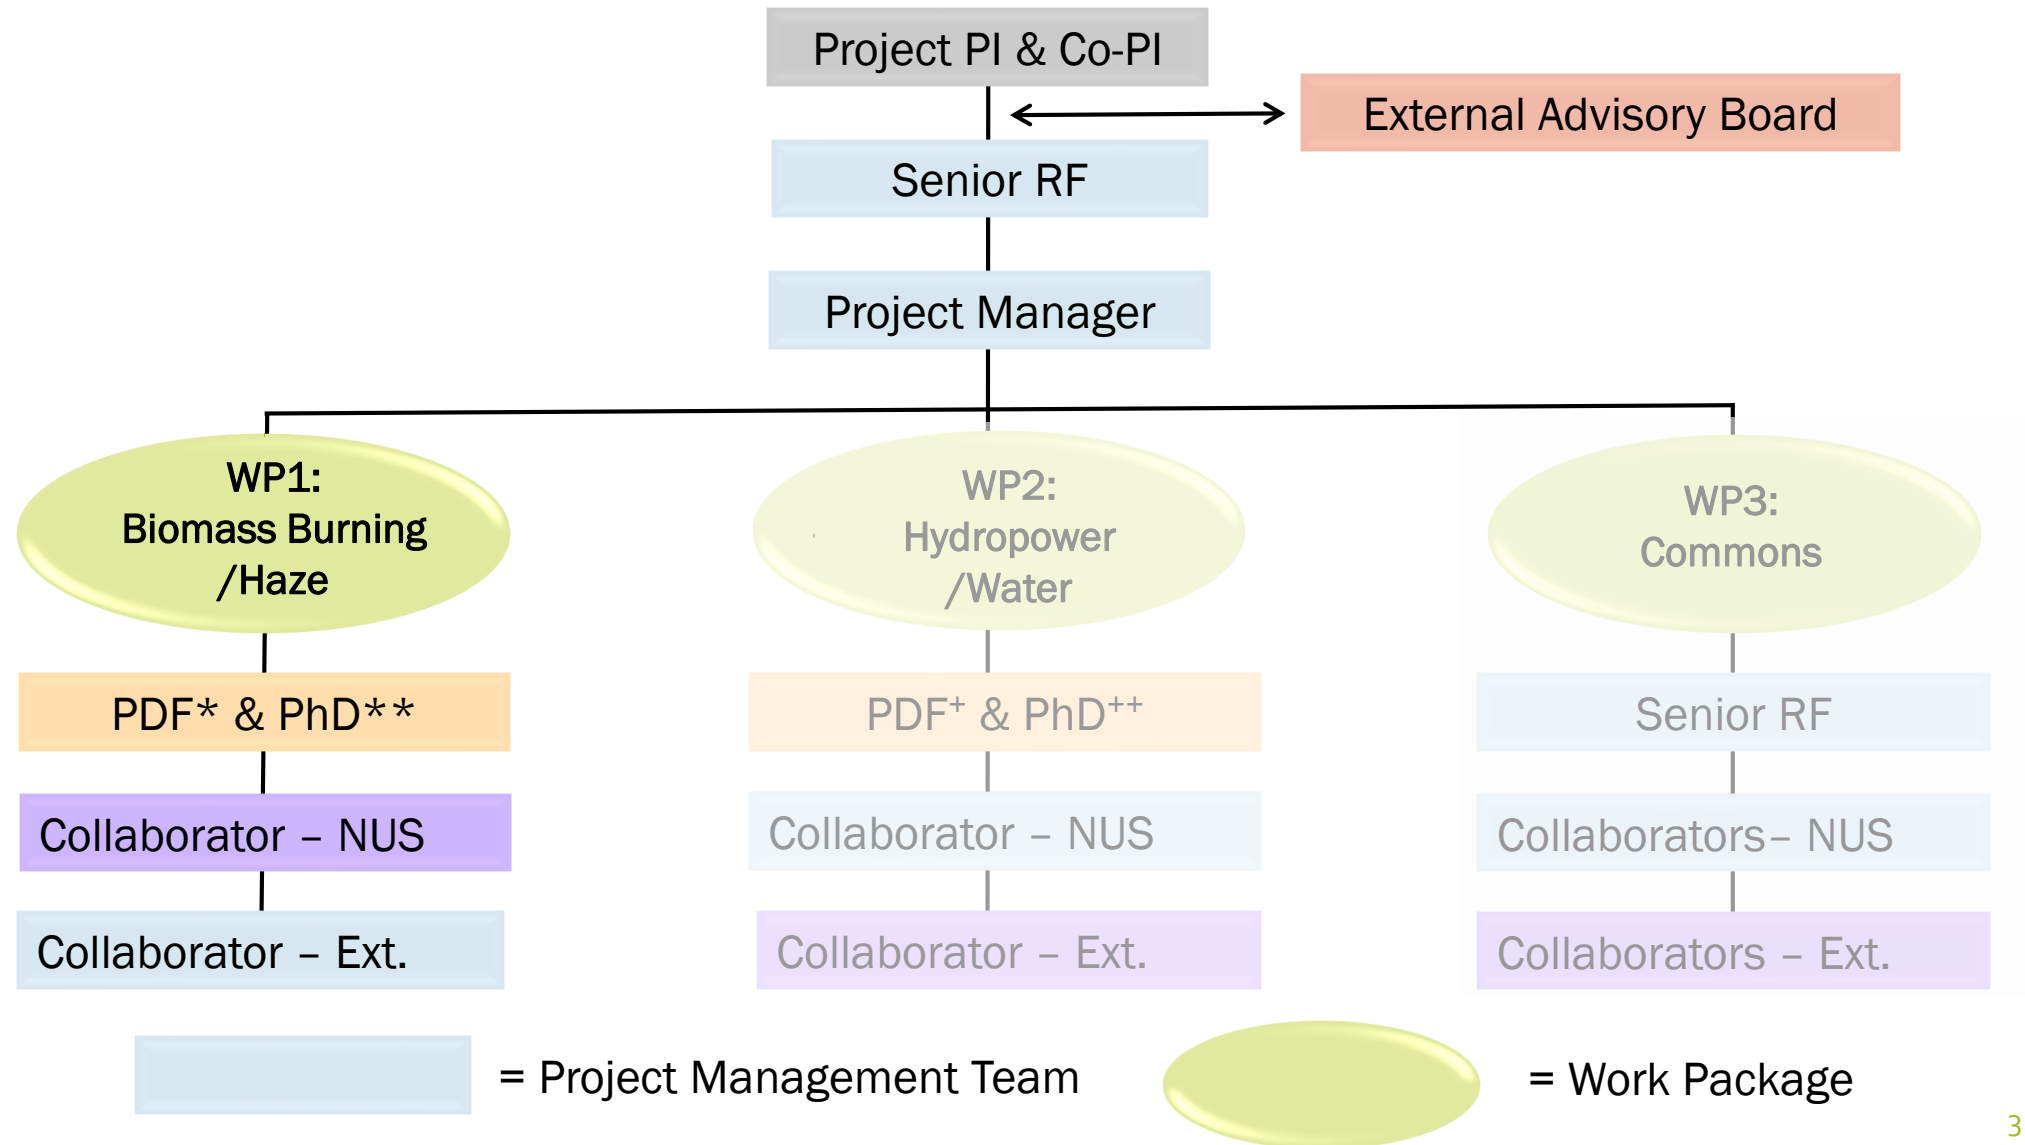 Project PI & Co-PI
External Advisory Board
Senior RF
Project Manager
WP1:
Biomass Burning
/Haze
WP2:
Hydropower
/Water
WP3:
Commons
PDF* & PhD**
PDF⁺ & PhD⁺⁺
Senior RF
Collaborator – NUS
Collaborator – NUS
Collaborators– NUS
Collaborator – Ext.
Collaborator – Ext.
Collaborators – Ext.
= Project Management Team
= Work Package
3